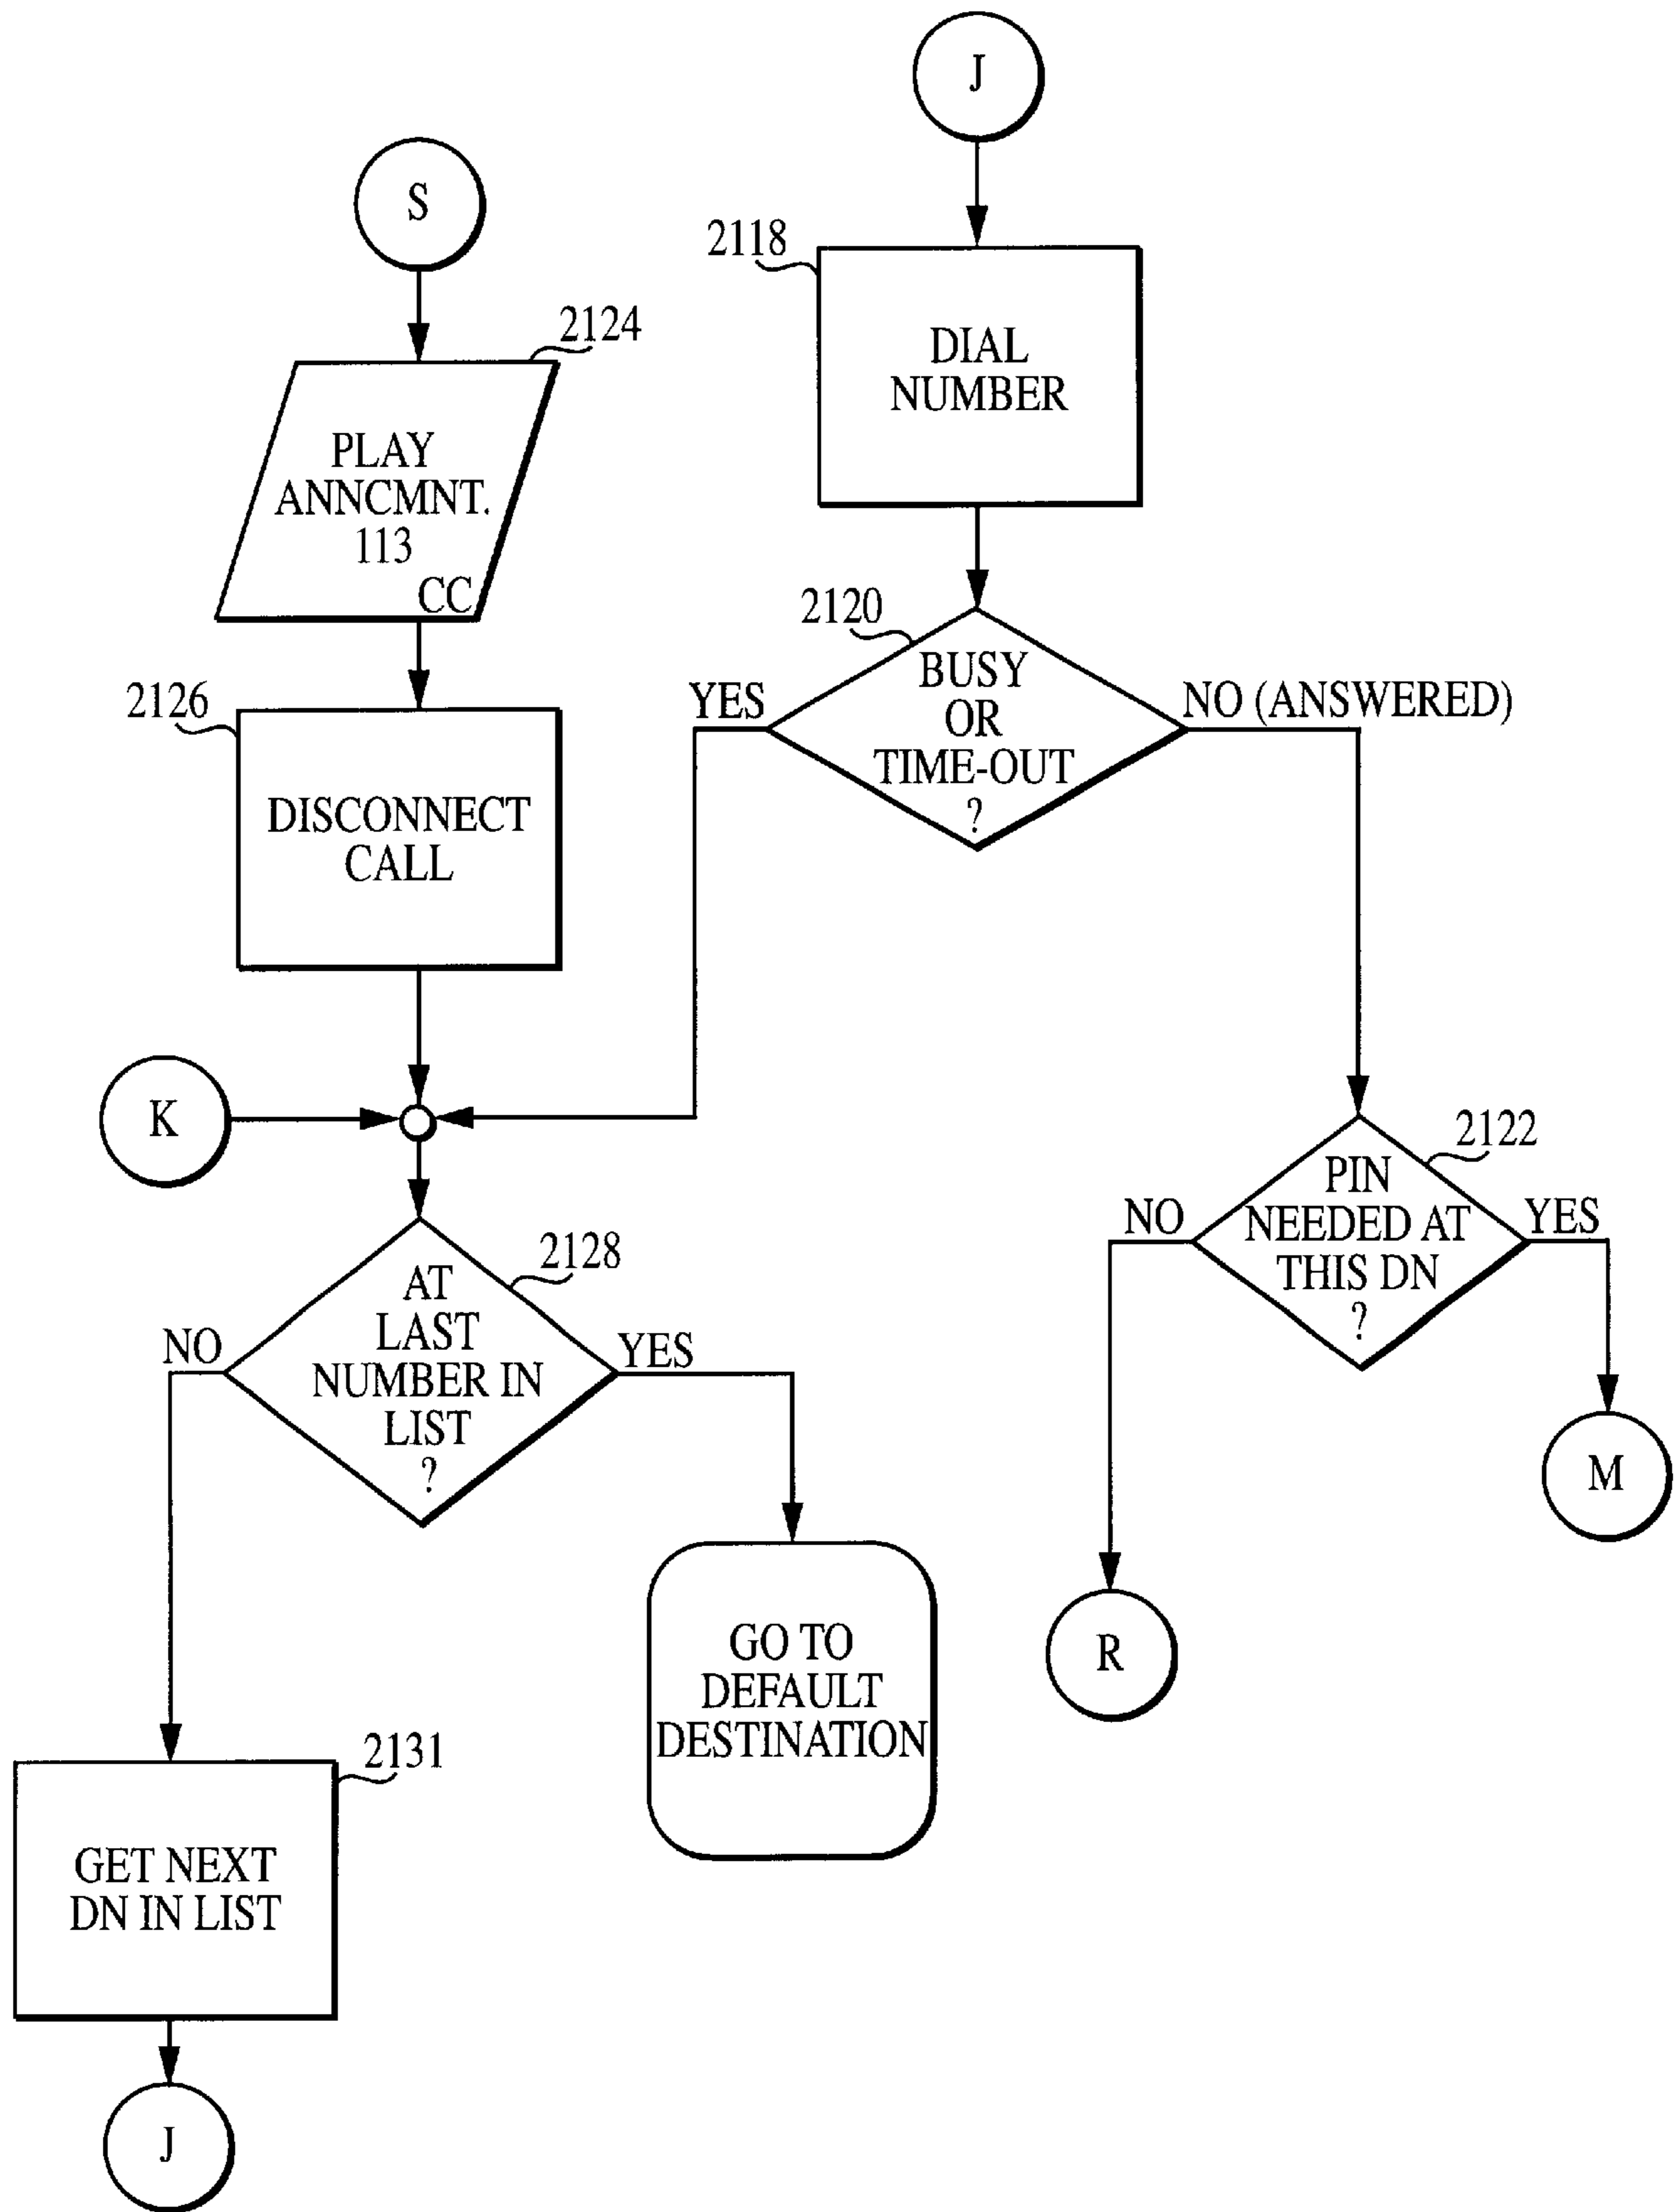 J
S
2118
DIAL
NUMBER
2124
PLAY
ANNCMNT.
113
CC
2120
BUSY
OR
TIME-OUT
?
YES
NO (ANSWERED)
2126
DISCONNECT
CALL
K
2122
PIN
NEEDED AT
THIS DN
?
NO
YES
2128
AT
LAST
NUMBER IN
LIST
?
NO
YES
M
R
GO TO
DEFAULT
DESTINATION
2131
GET NEXT
DN IN LIST
J